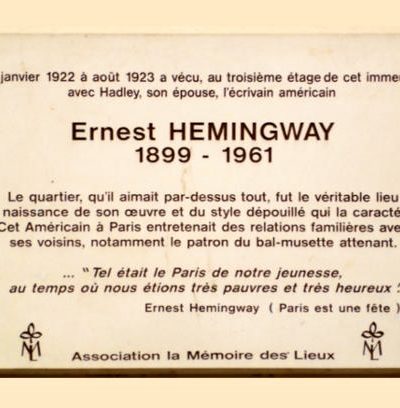 janvier 1922 à août 1923 a vécu, au troisième étage de cet imme
avec Hadley, son épouse, l'écrivain américain
Ernest HEMINGWAY
1899 - 1961
Le quartier, qu'il aimait par-dessus tout, fut le véritable lieu
naissance de son œuvre et du style dépouillé qui la caracté
Cet Américain à Paris entretenait des relations familières ave
ses voisins, notamment le patron du bal-musette attenant.
... "Tel était le Paris de notre jeunesse,
au temps où nous étions très pauvres et très heureux"
Ernest Hemingway ( Paris est une fête )
Association la Mémoire des Lieux